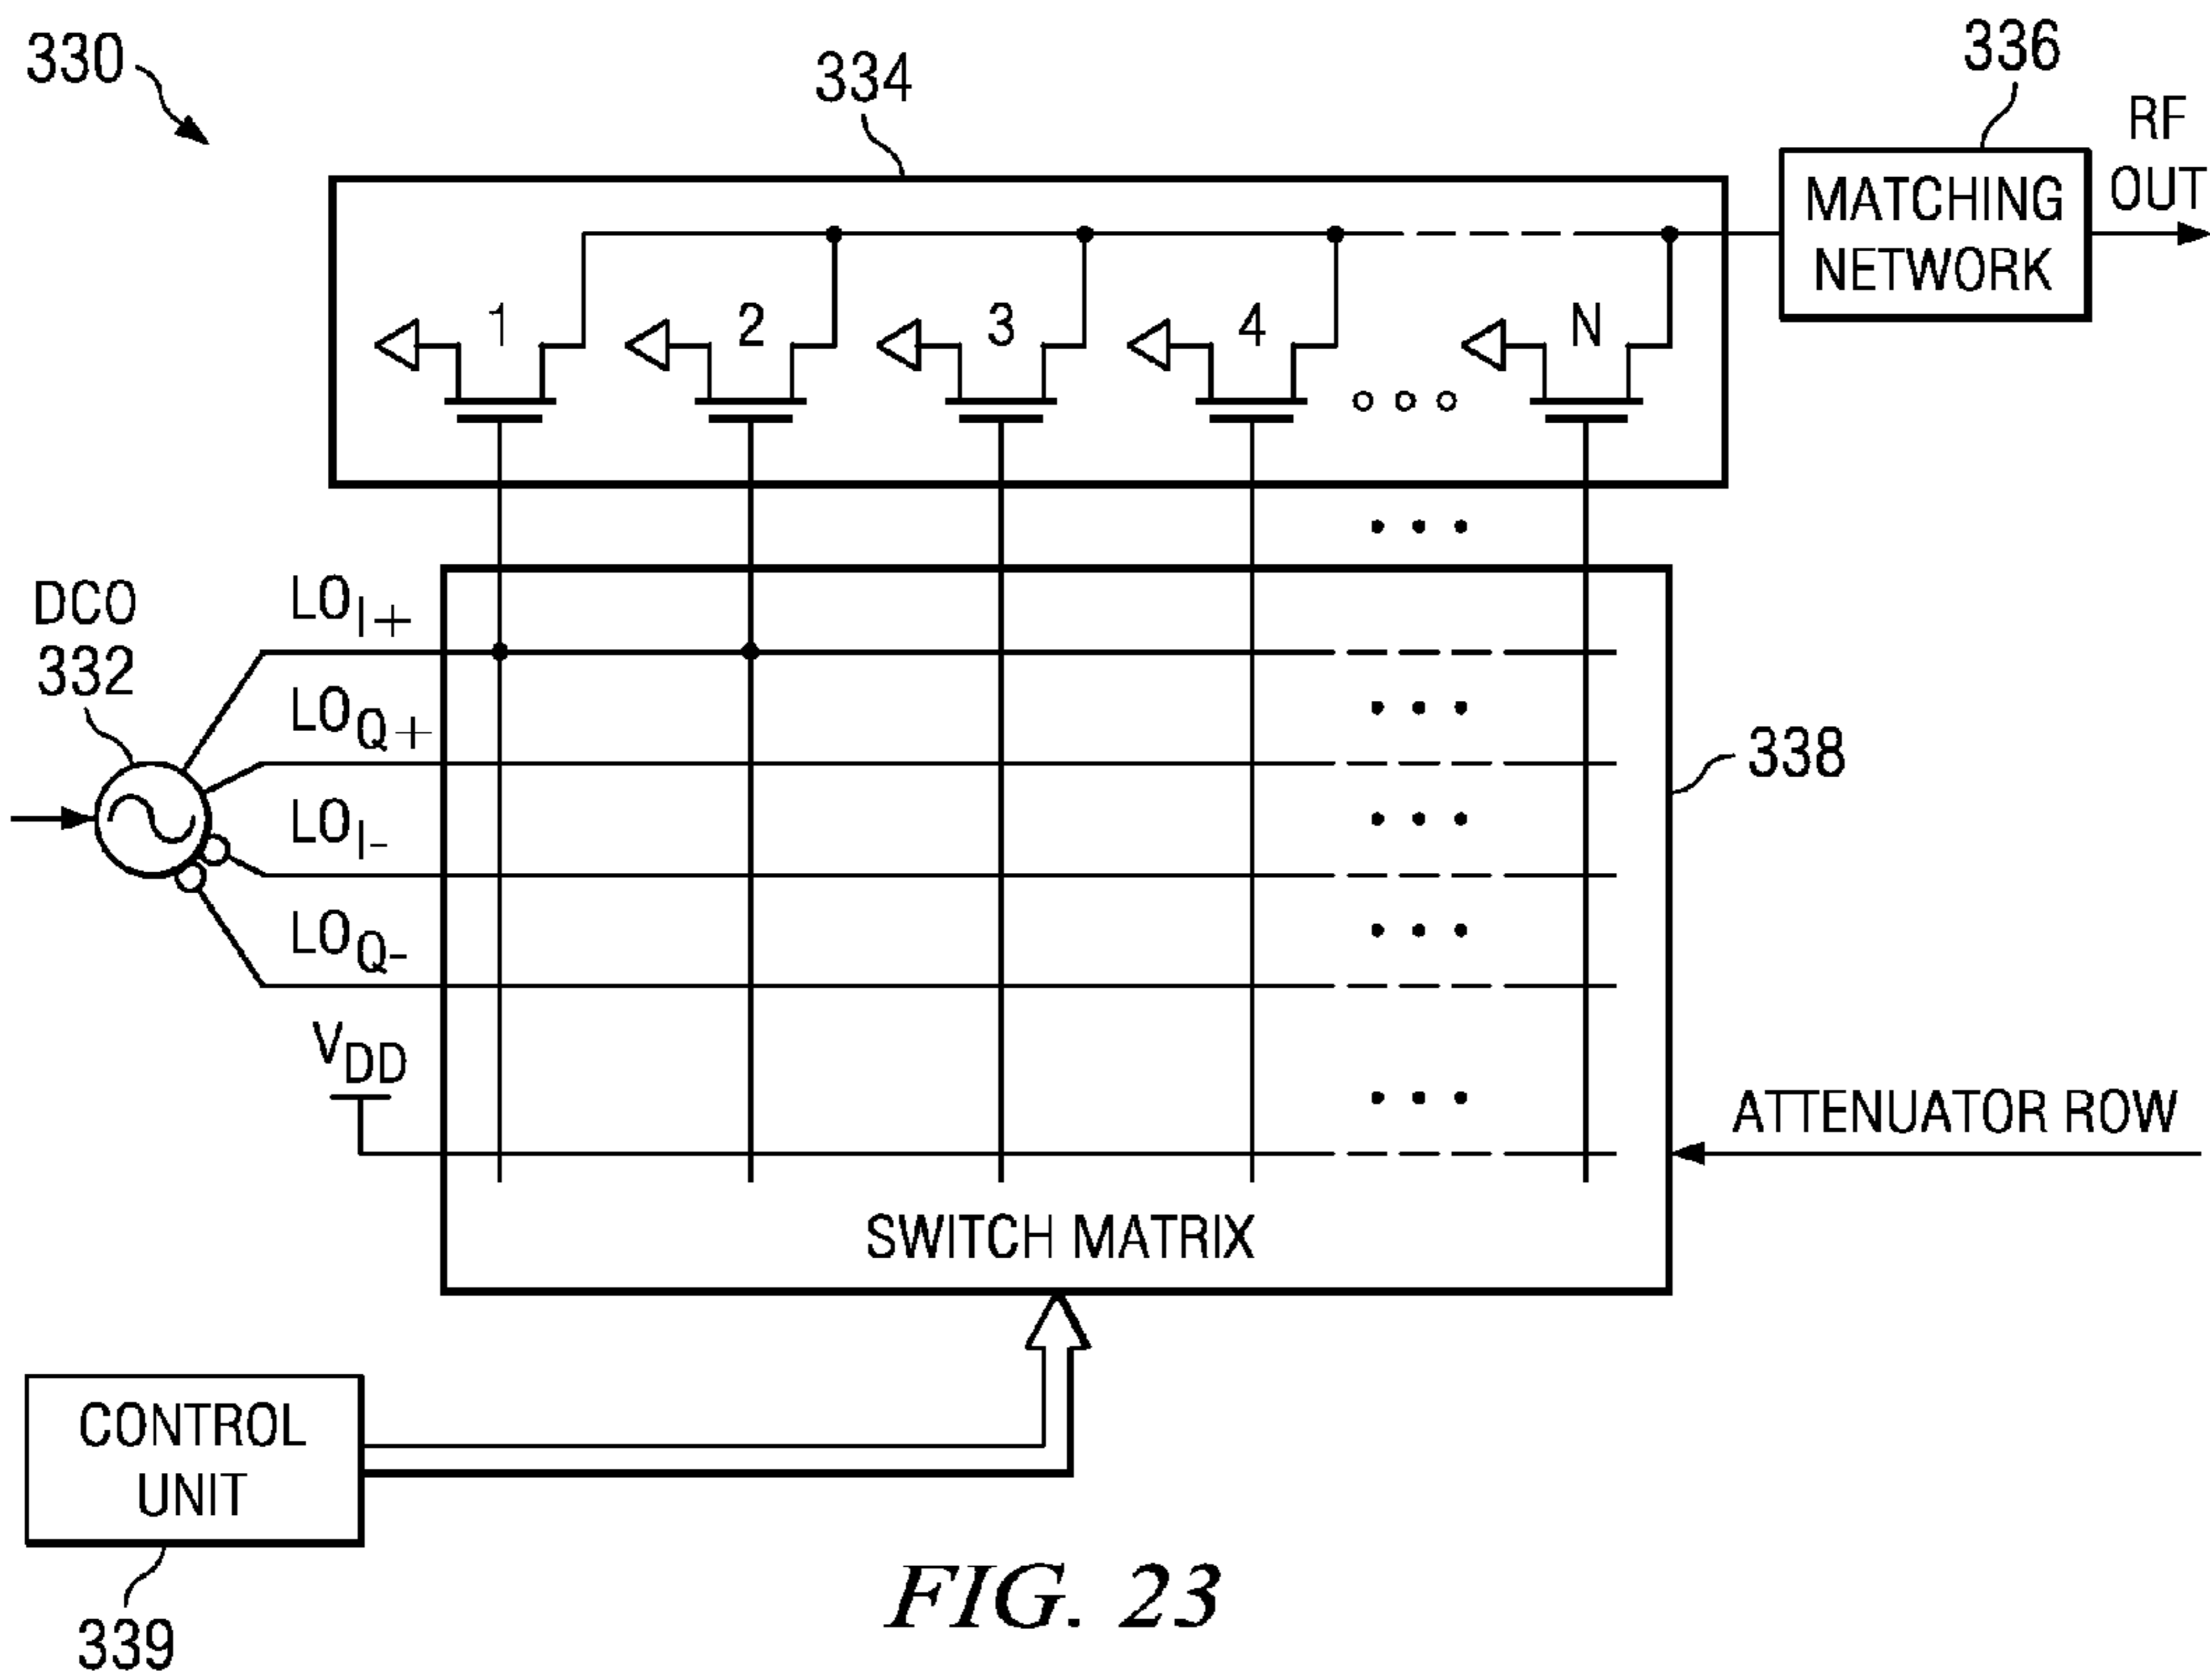 330
334
336
RF
OUT
MATCHING
NETWORK
1 2 3 4 N
DCO
332
LOI+
LOQ+
LOI-
LOQ-
VDD
338
ATTENUATOR ROW
SWITCH MATRIX
CONTROL
UNIT
339
FIG. 23